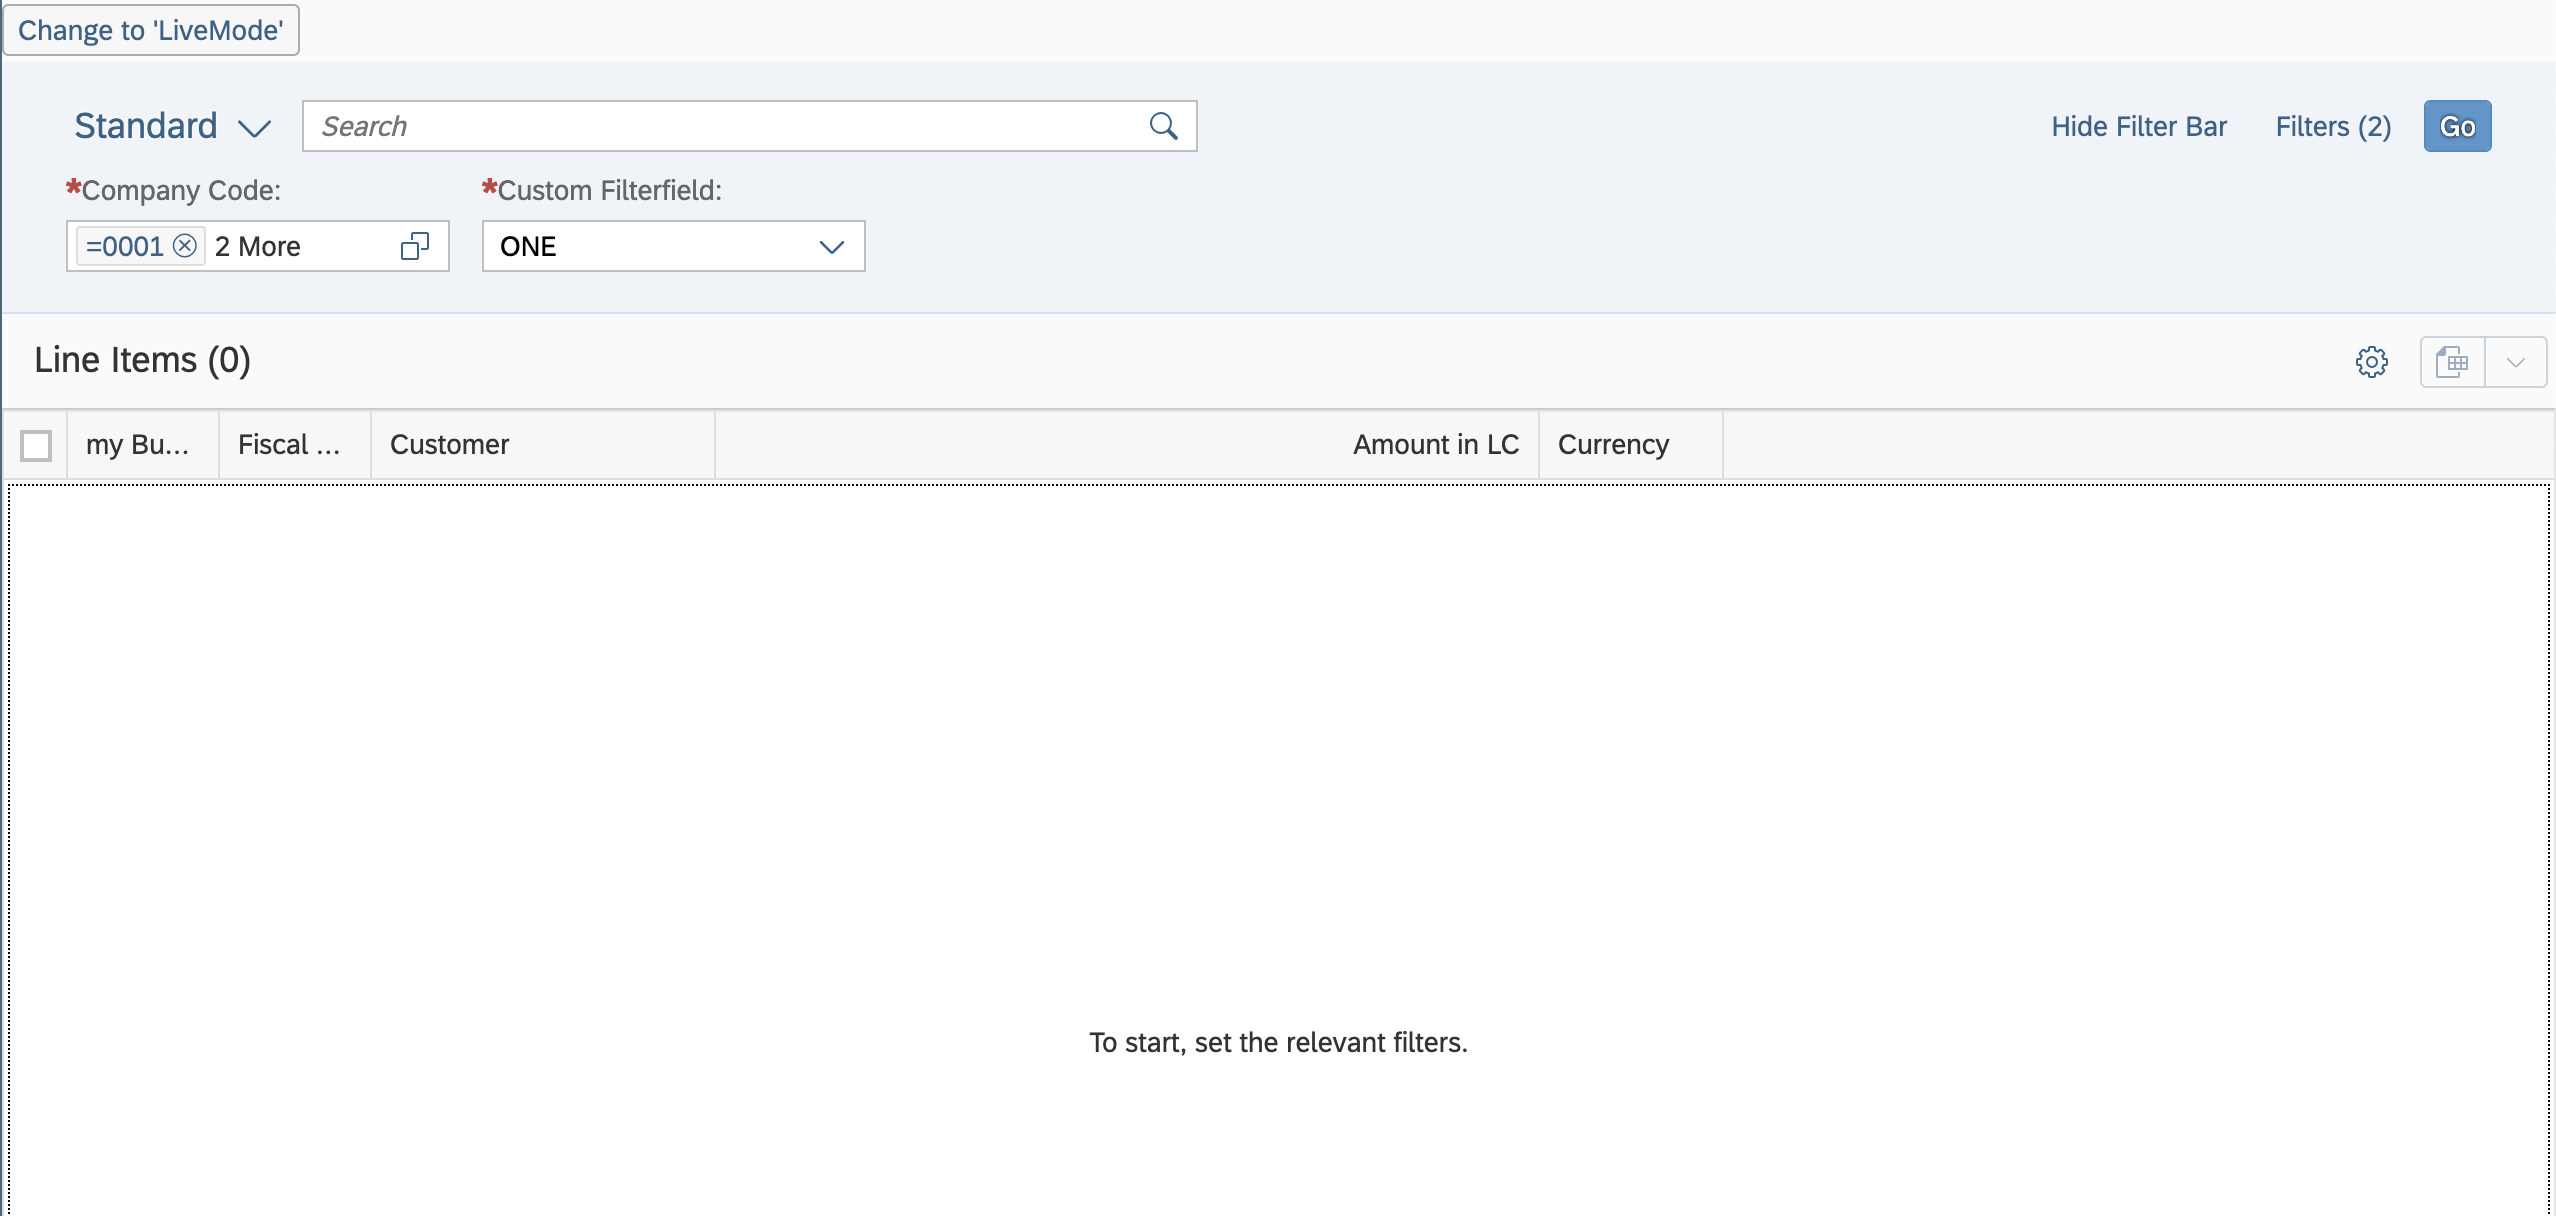 Change to 'LiveMode'
Standard
Search
Hide Filter Bar
Filters (2)
Go
*Company Code:
*Custom Filterfield:
=0001
2 More
ONE
Line Items (0)
my Bu...
Fiscal ...
Customer
Amount in LC
Currency
To start, set the relevant filters.